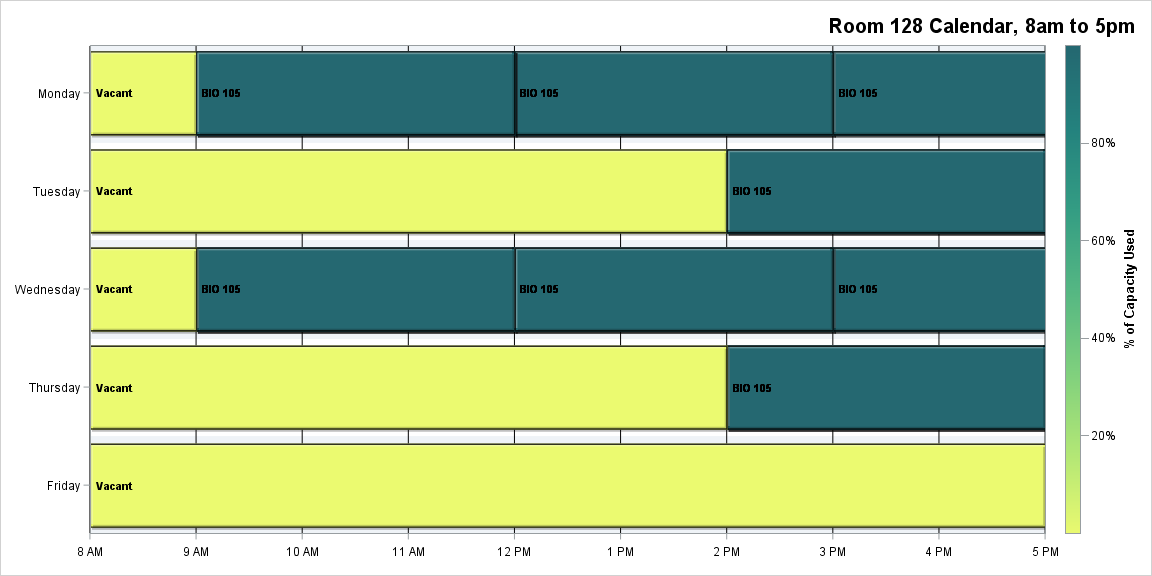 Room 128 Calendar, 8am to 5pm
Monday
Vacant
BIO 105
BIO 105
BIO 105
Tuesday
Vacant
BIO 105
Wednesday
Vacant
BIO 105
BIO 105
BIO 105
Thursday
Vacant
BIO 105
Friday
Vacant
8 AM
9 AM
10 AM
11 AM
12 PM
1 PM
2 PM
3 PM
4 PM
5 PM
80%
60%
40%
20%
% of Capacity Used